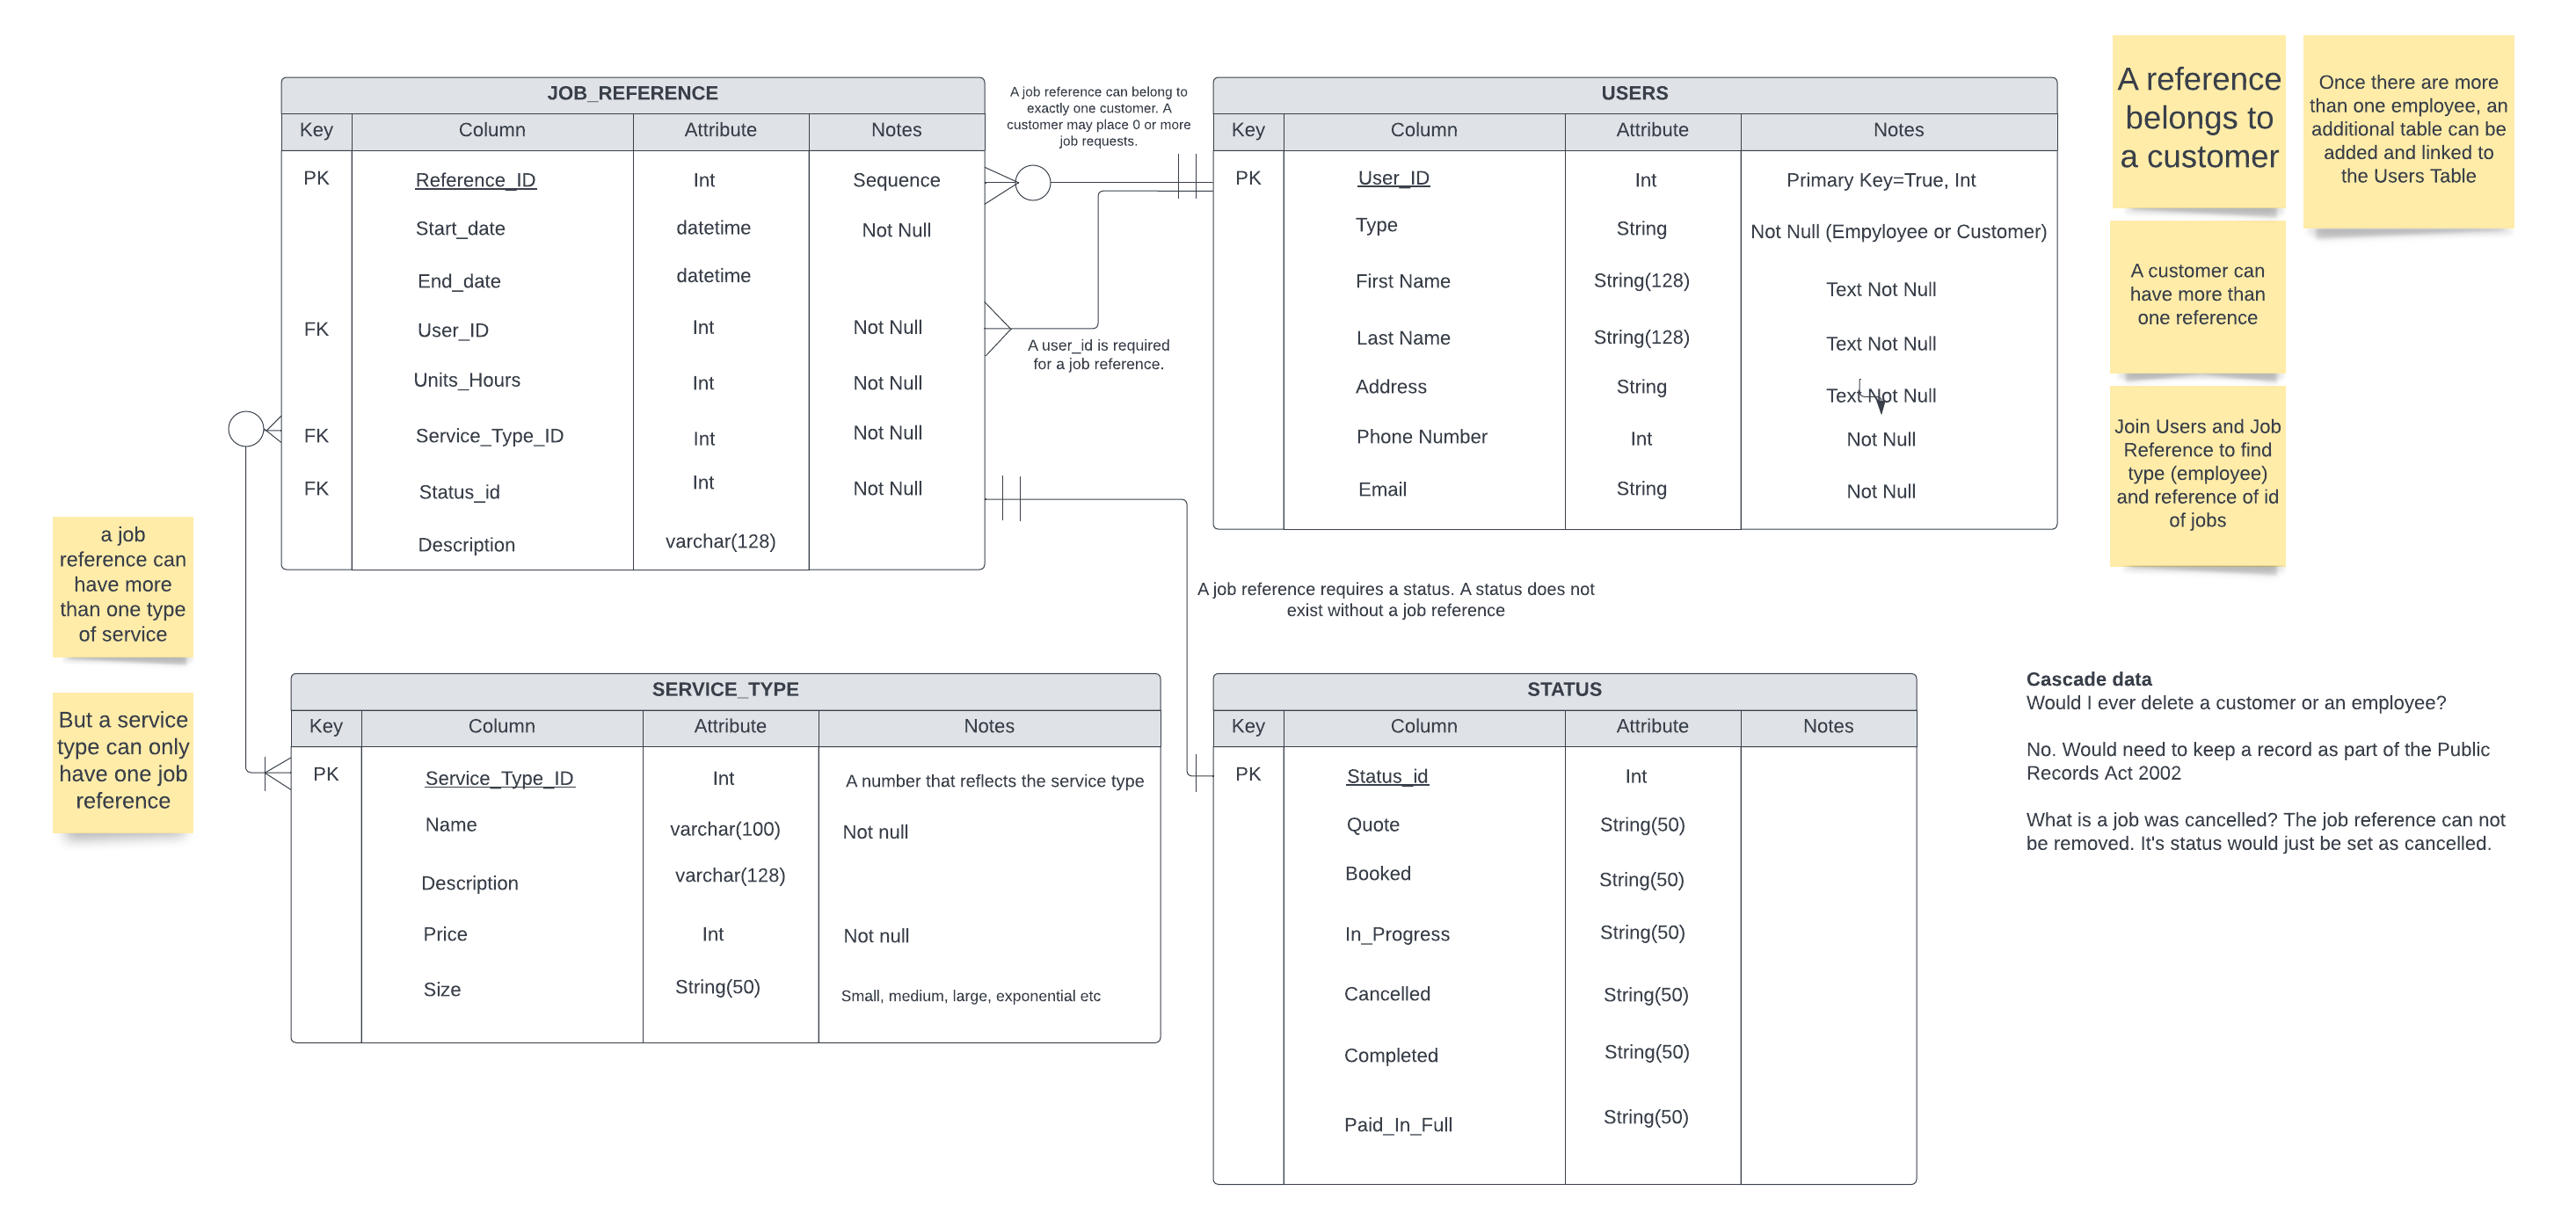 JOB_REFERENCE
Key Column Attribute Notes
PK Reference_ID Int Sequence
Start_date datetime Not Null
End_date datetime
FK User_ID Int Not Null
Units_Hours Int Not Null
FK Service_Type_ID Int Not Null
FK Status_id Int Not Null
Description varchar(128)
A job reference can belong to
exactly one customer. A
customer may place 0 or more
job requests.
A user_id is required
for a job reference.
USERS
Key Column Attribute Notes
PK User_ID Int Primary Key=True, Int
Type String Not Null (Empyloyee or Customer)
First Name String(128) Text Not Null
Last Name String(128) Text Not Null
Address String Text Not Null
Phone Number Int Not Null
Email String Not Null
A reference
belongs to
a customer
Once there are more
than one employee, an
additional table can be
added and linked to
the Users Table
A customer can
have more than
one reference
Join Users and Job
Reference to find
type (employee)
and reference of id
of jobs
a job
reference can
have more
than one type
of service
But a service
type can only
have one job
reference
A job reference requires a status. A status does not
exist without a job reference
SERVICE_TYPE
Key Column Attribute Notes
PK Service_Type_ID Int A number that reflects the service type
Name varchar(100) Not null
Description varchar(128)
Price Int Not null
Size String(50) Small, medium, large, exponential etc
STATUS
Key Column Attribute Notes
PK Status_id Int
Quote String(50)
Booked String(50)
In_Progress String(50)
Cancelled String(50)
Completed String(50)
Paid_In_Full String(50)
Cascade data
Would I ever delete a customer or an employee?
No. Would need to keep a record as part of the Public
Records Act 2002
What is a job was cancelled? The job reference can not
be removed. It's status would just be set as cancelled.